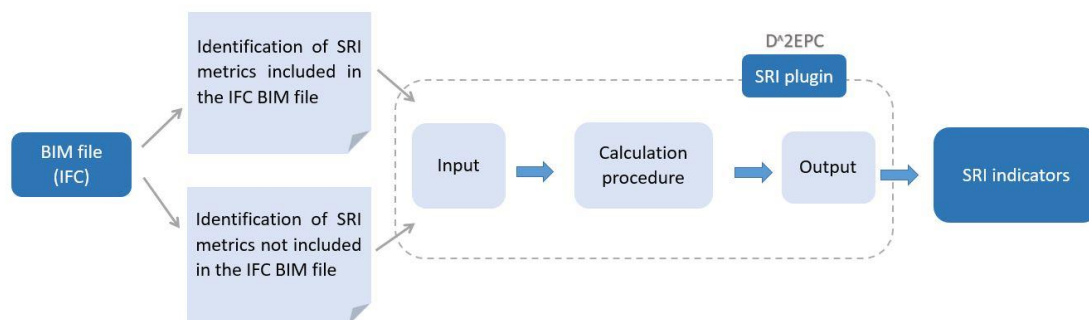 BIM file
(IFC)
Identification of SRI
metrics included in
the IFC BIM file
Identification of SRI
metrics not included
in the IFC BIM file
D^2EPC
SRI plugin
Input
Calculation
procedure
Output
SRI indicators